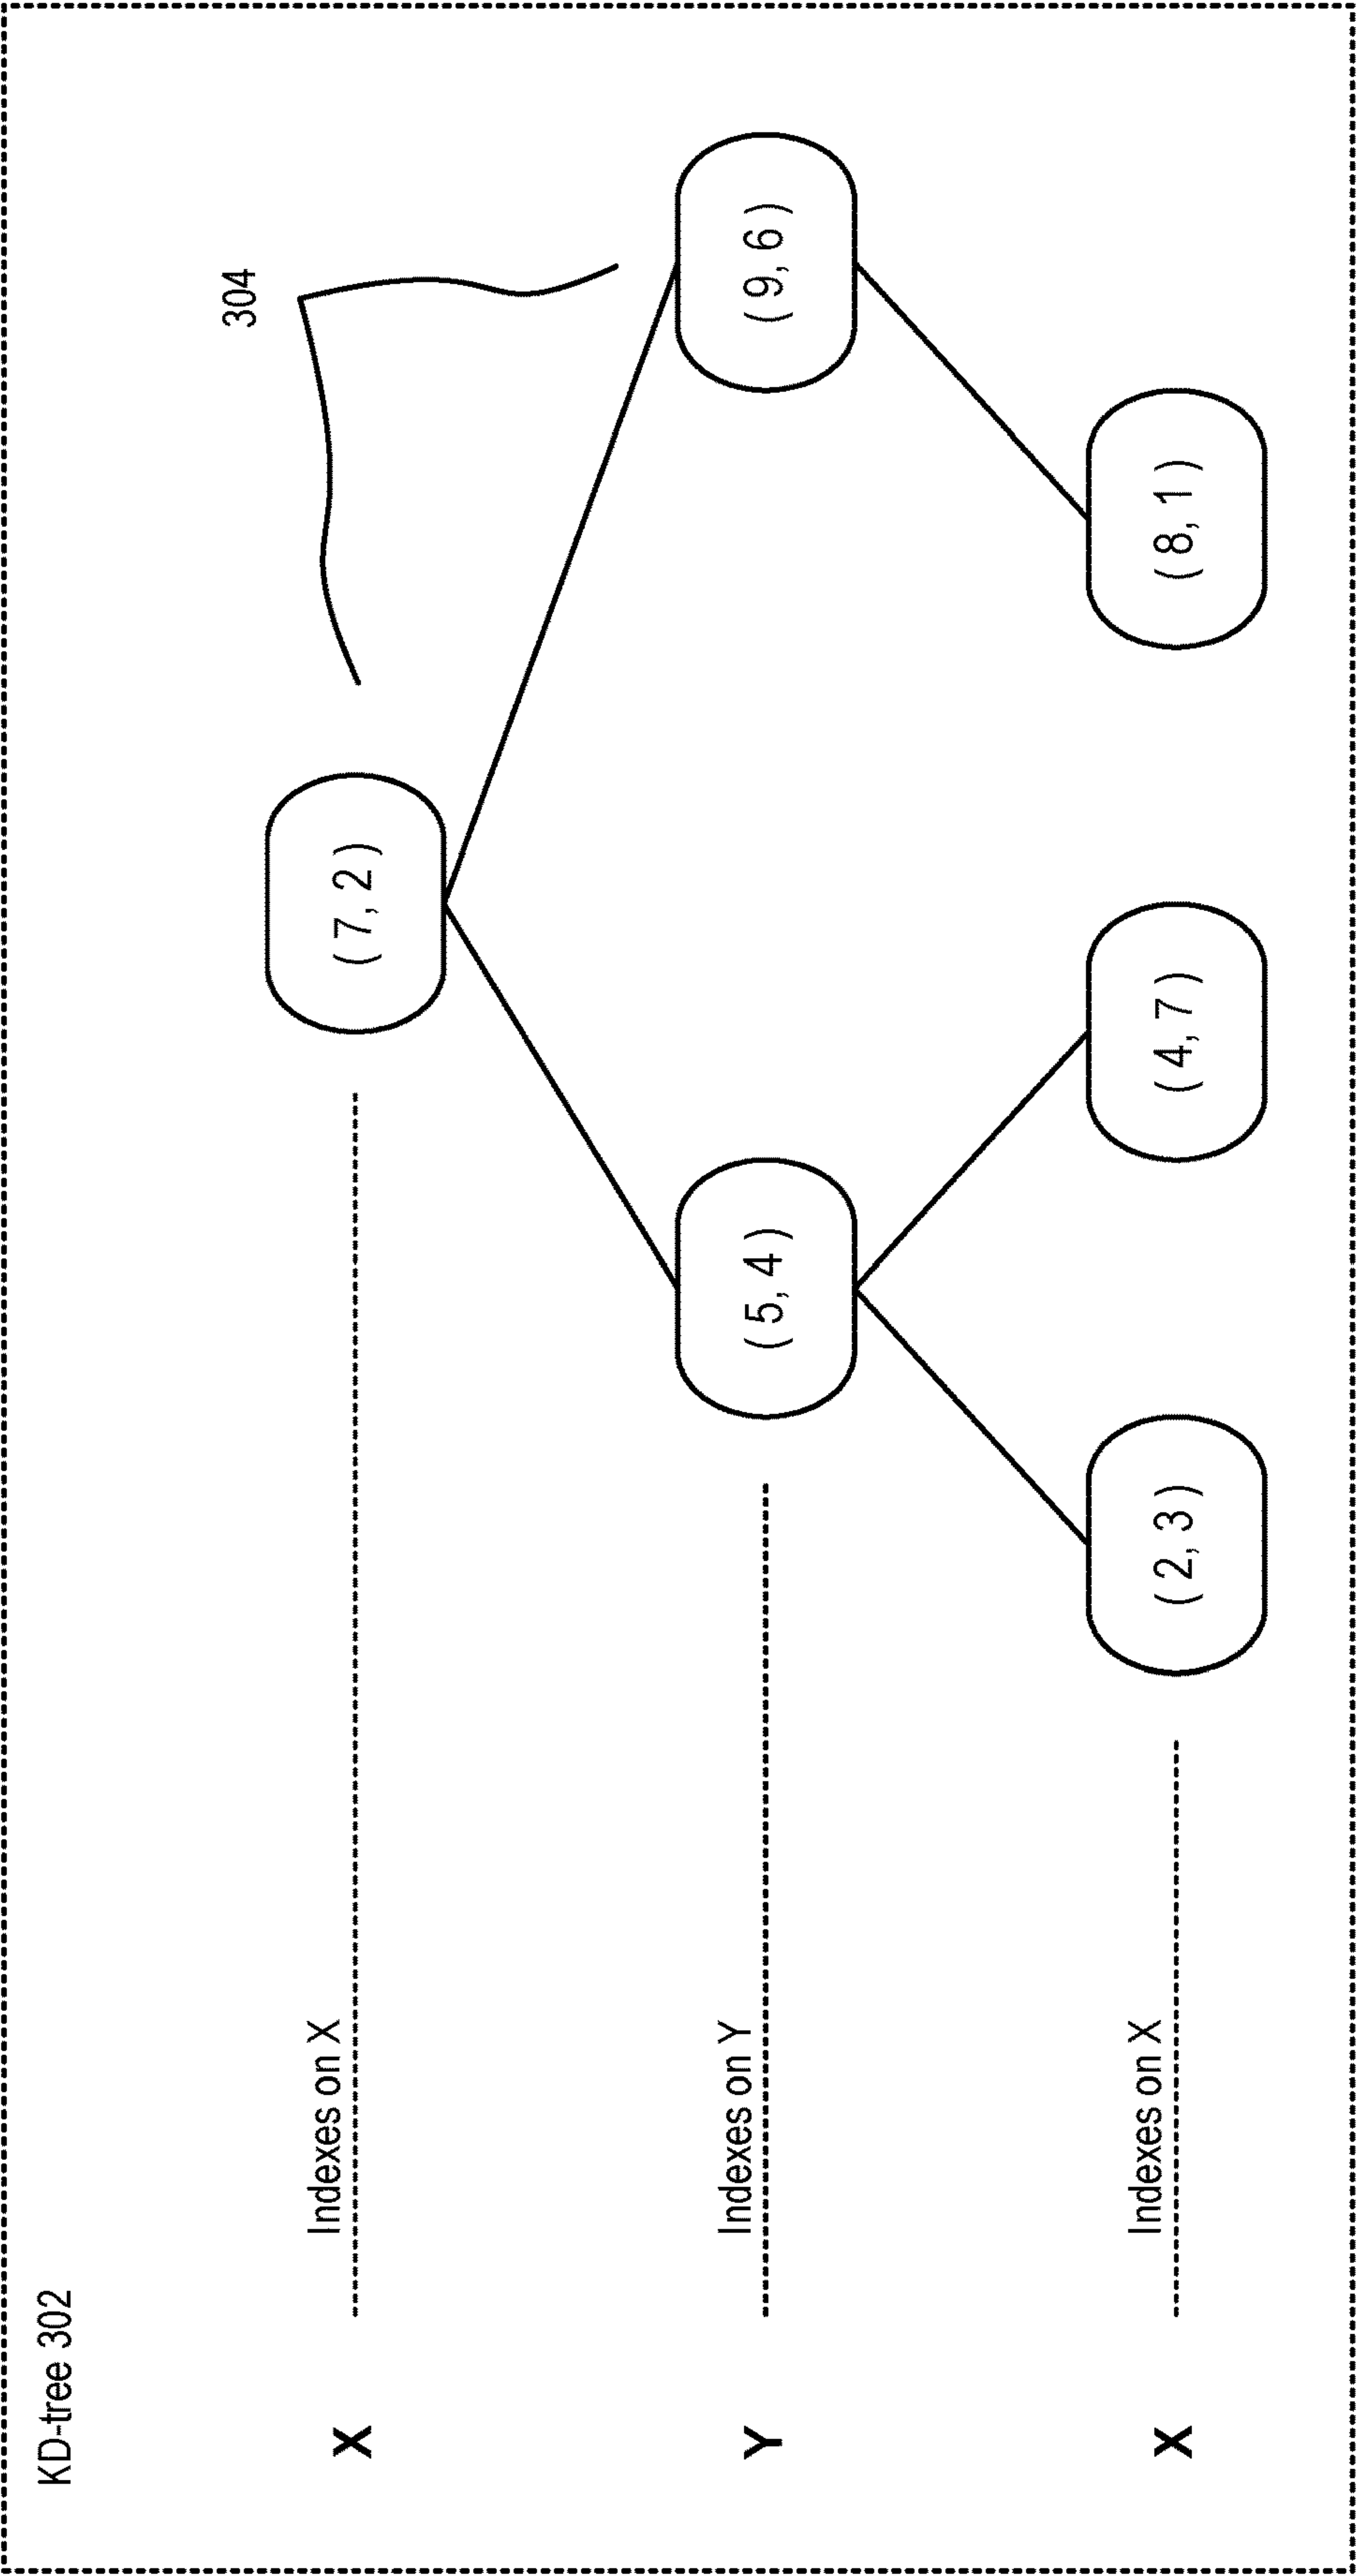 KD-tree 302
304
X
Indexes on X
( 7, 2 )
Y
Indexes on Y
( 5, 4 )
( 9, 6 )
X
Indexes on X
( 2, 3 )
( 4, 7 )
( 8, 1 )